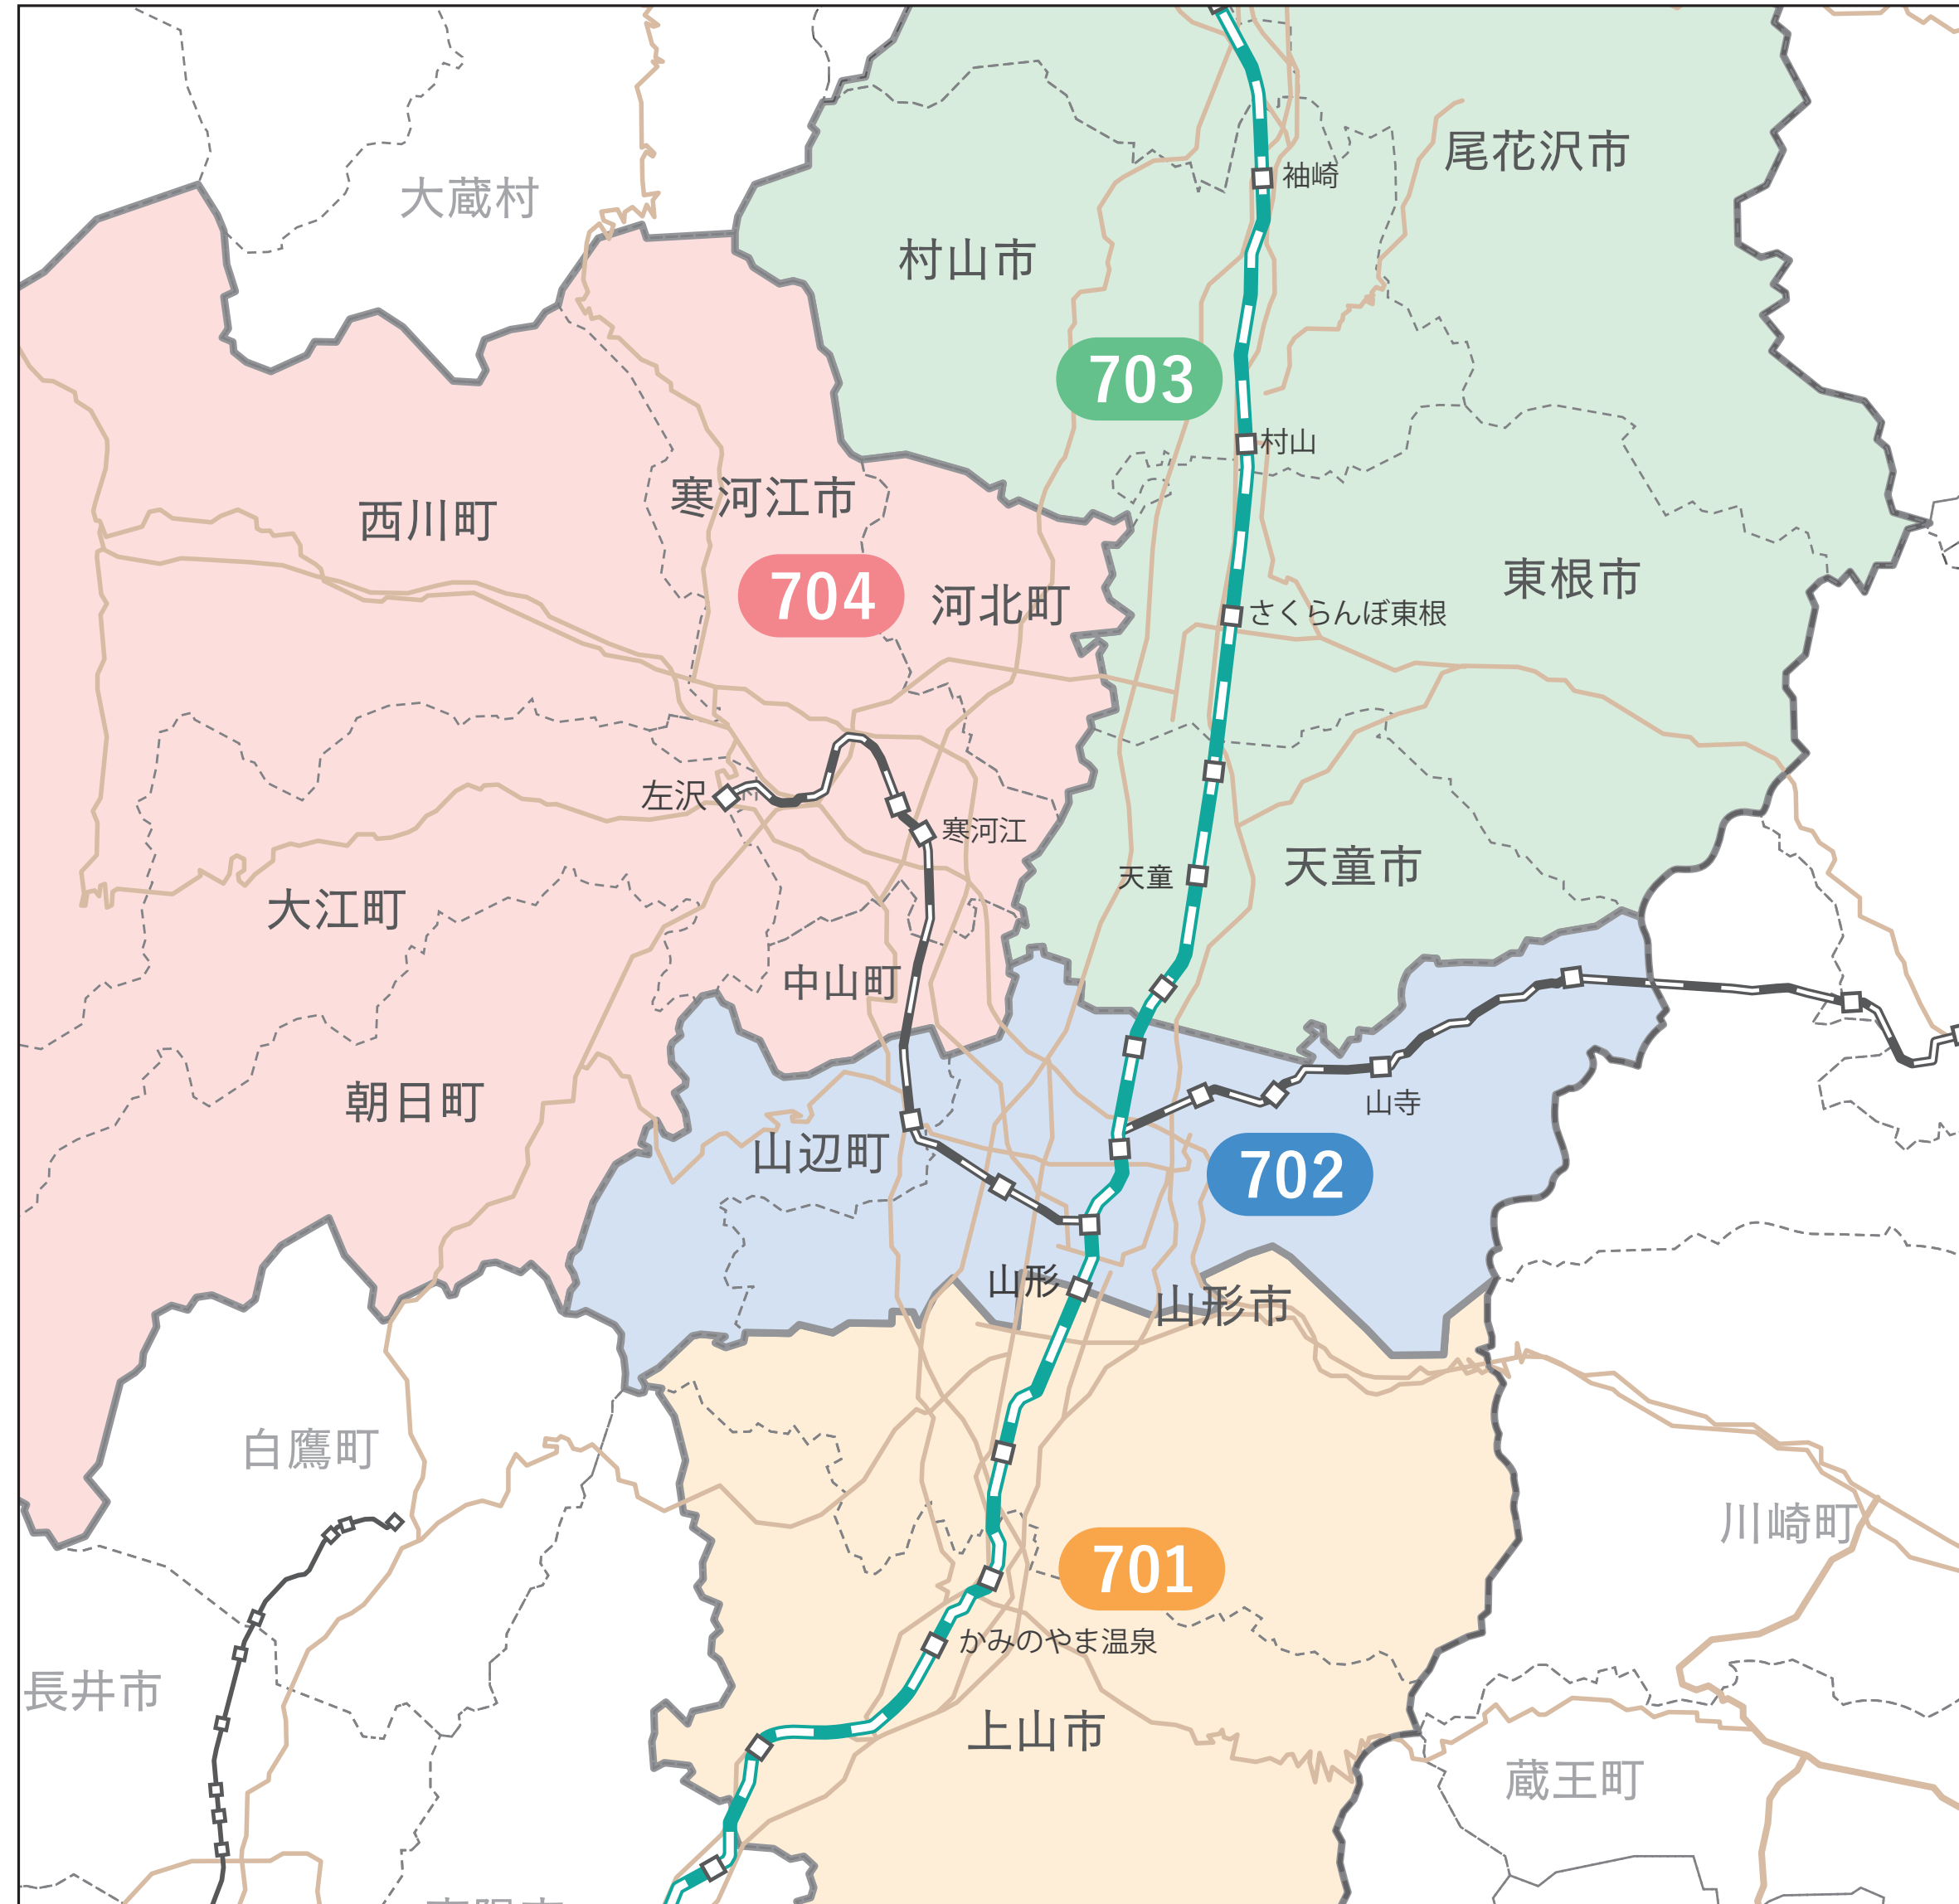 尾花沢市
袖崎
大蔵村
村山市
703
村山
寒河江市
西川町
704
河北町
東根市
さくらんぼ東根
左沢
寒河江
天童
天童市
大江町
中山町
朝日町
山寺
山辺町
702
山形
山形市
白鷹町
川崎町
701
かみのやま温泉
長井市
上山市
蔵王町